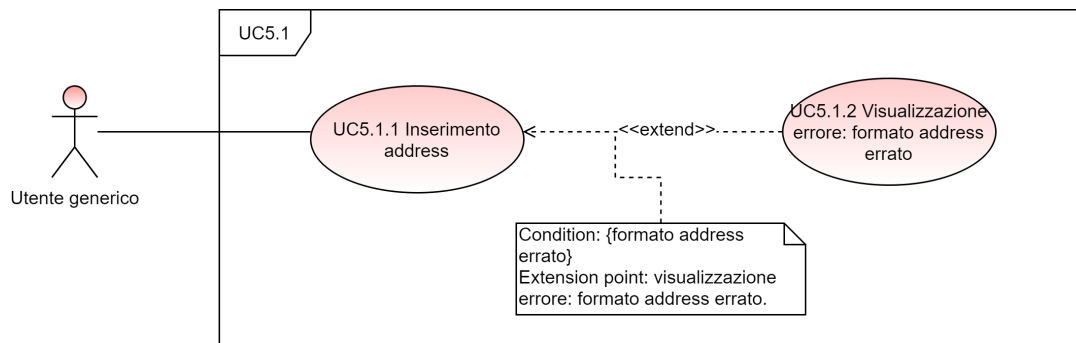 UC5.1
Utente generico
UC5.1.1 Inserimento
address
<<extend>>
UC5.1.2 Visualizzazione
errore: formato address
errato
Condition: {formato address
errato}
Extension point: visualizzazione
errore: formato address errato.